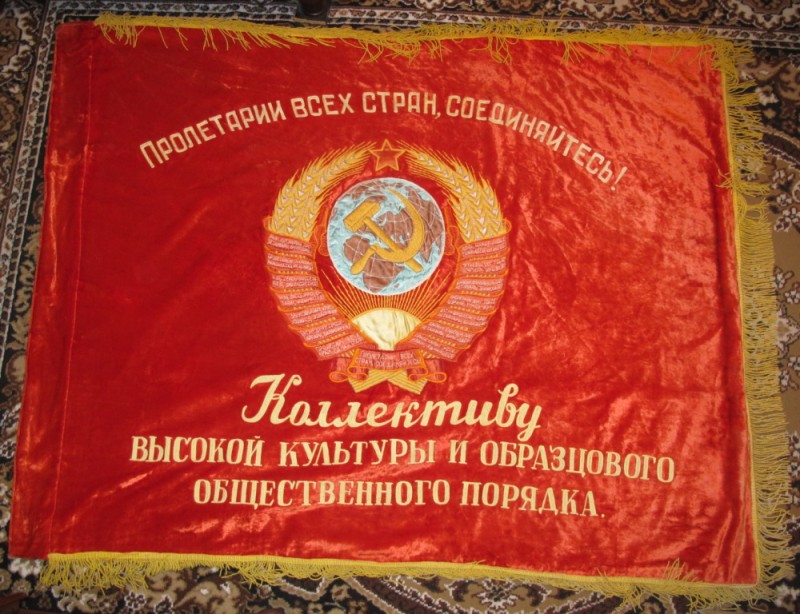 ПРОЛЕТАРИИ ВСЕХ СТРАН, СОЕДИНЯЙТЕСЬ!
Коллективу
ВЫСОКОЙ КУЛЬТУРЫ И ОБРАЗЦОВОГО
ОБЩЕСТВЕННОГО ПОРЯДКА.